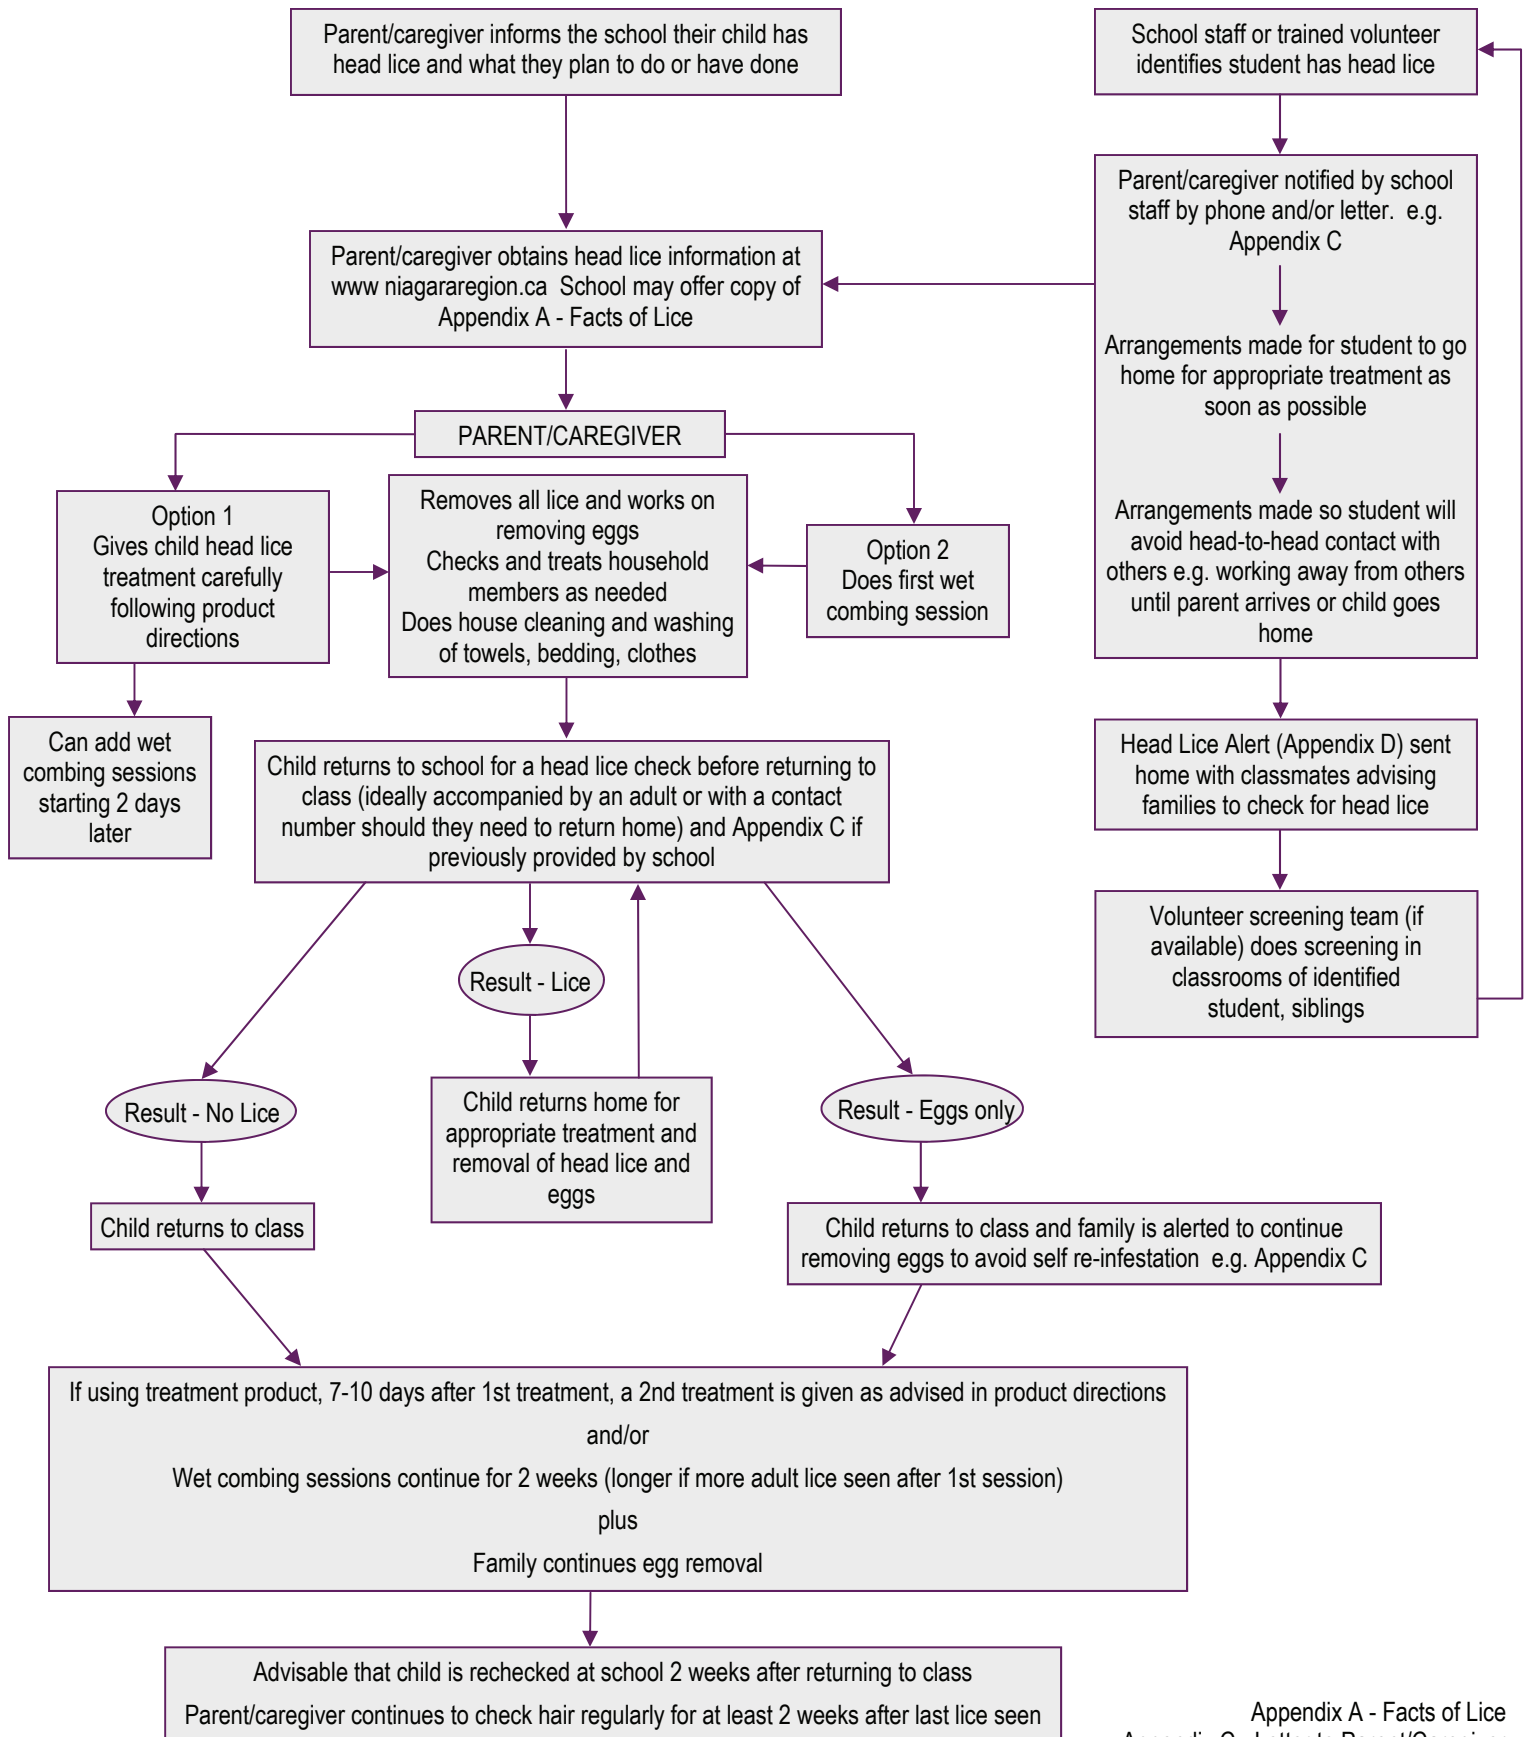 Parent/caregiver informs the school their child has
head lice and what they plan to do or have done
School staff or trained volunteer
identifies student has head lice
Parent/caregiver notified by school
staff by phone and/or letter.  e.g.
Appendix C
Parent/caregiver obtains head lice information at
www niagararegion.ca  School may offer copy of
Appendix A - Facts of Lice
Arrangements made for student to go
home for appropriate treatment as
soon as possible
Arrangements made so student will
avoid head-to-head contact with
others e.g. working away from others
until parent arrives or child goes
home
PARENT/CAREGIVER
Option 1
Gives child head lice
treatment carefully
following product
directions
Removes all lice and works on
removing eggs
Checks and treats household
members as needed
Does house cleaning and washing
of towels, bedding, clothes
Option 2
Does first wet
combing session
Can add wet
combing sessions
starting 2 days
later
Head Lice Alert (Appendix D) sent
home with classmates advising
families to check for head lice
Child returns to school for a head lice check before returning to
class (ideally accompanied by an adult or with a contact
number should they need to return home) and Appendix C if
previously provided by school
Volunteer screening team (if
available) does screening in
classrooms of identified
student, siblings
Result - Lice
Result - No Lice
Result - Eggs only
Child returns home for
appropriate treatment and
removal of head lice and
eggs
Child returns to class
Child returns to class and family is alerted to continue
removing eggs to avoid self re-infestation  e.g. Appendix C
If using treatment product, 7-10 days after 1st treatment, a 2nd treatment is given as advised in product directions
and/or
Wet combing sessions continue for 2 weeks (longer if more adult lice seen after 1st session)
plus
Family continues egg removal
Advisable that child is rechecked at school 2 weeks after returning to class
Parent/caregiver continues to check hair regularly for at least 2 weeks after last lice seen
Appendix A - Facts of Lice
Appendix C - Letter to Parent/Caregiver